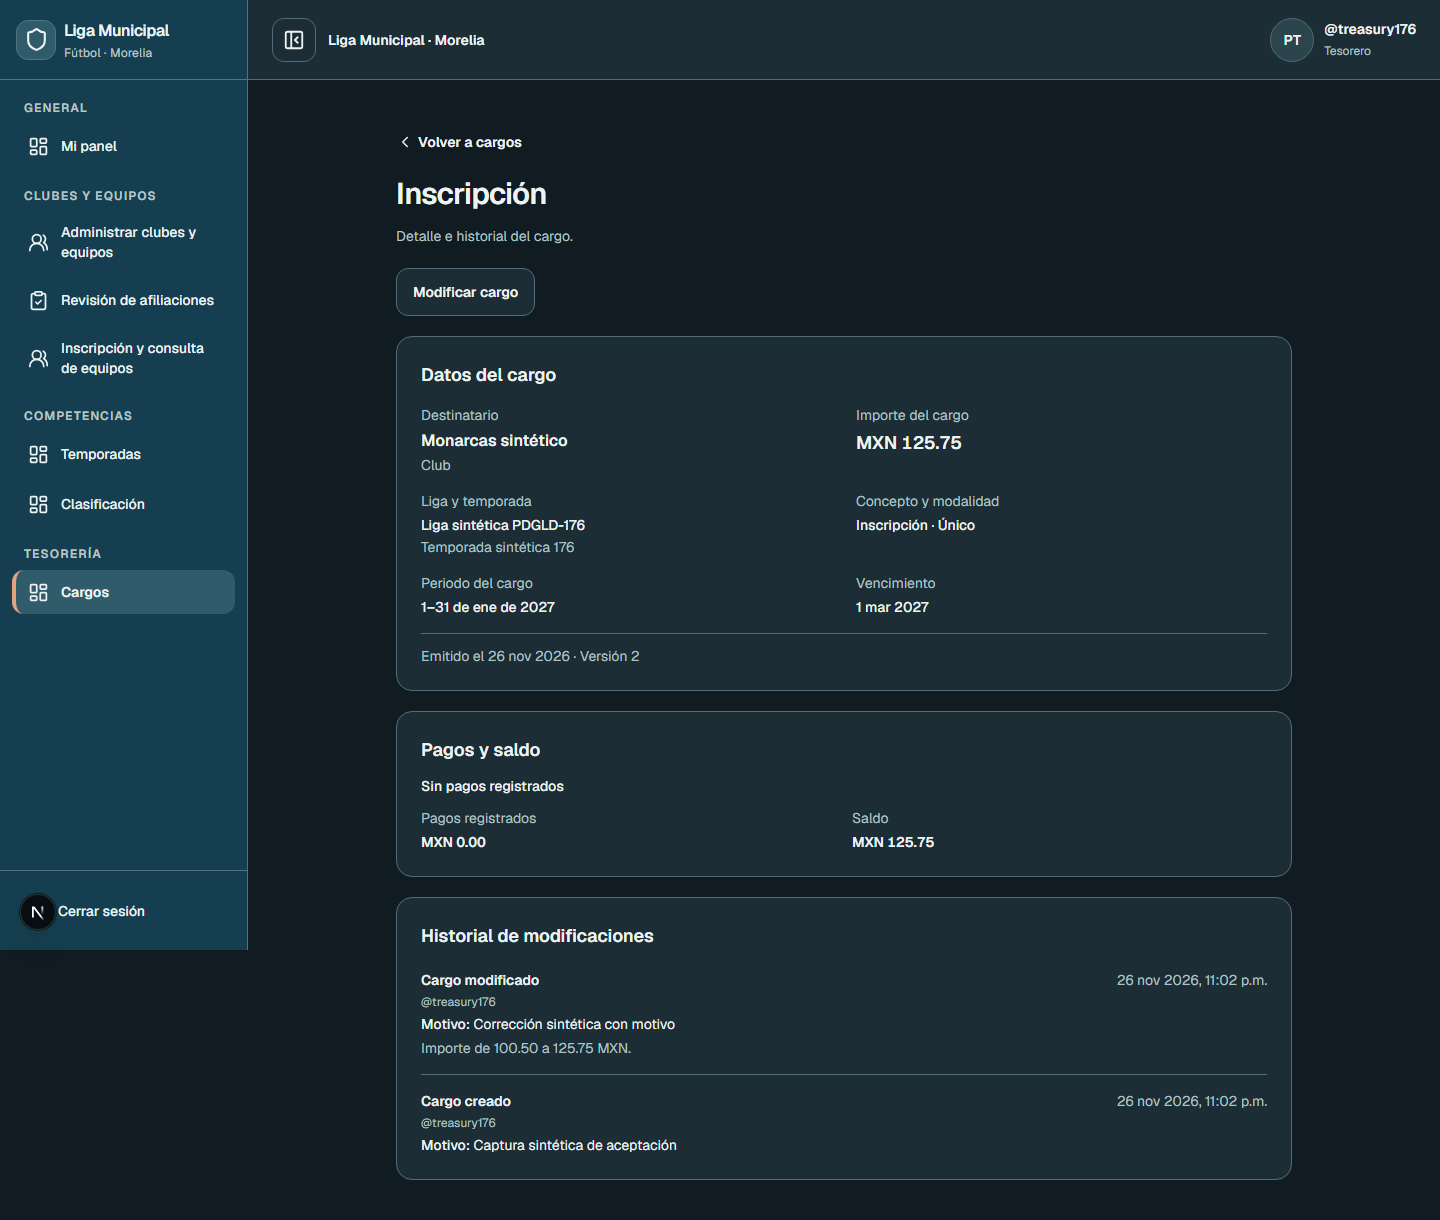 Liga Municipal
Fútbol · Morelia
GENERAL
Mi panel
CLUBES Y EQUIPOS
Administrar clubes y
equipos
Revisión de afiliaciones
Inscripción y consulta
de equipos
COMPETENCIAS
Temporadas
Clasificación
TESORERÍA
Cargos
N Cerrar sesión
Liga Municipal · Morelia
PT
@treasury176
Tesorero
Volver a cargos
Inscripción
Detalle e historial del cargo.
Modificar cargo
Datos del cargo
Destinatario
Monarcas sintético
Club
Importe del cargo
MXN 125.75
Liga y temporada
Liga sintética PDGLD-176
Temporada sintética 176
Concepto y modalidad
Inscripción · Único
Periodo del cargo
1–31 de ene de 2027
Vencimiento
1 mar 2027
Emitido el 26 nov 2026 · Versión 2
Pagos y saldo
Sin pagos registrados
Pagos registrados
MXN 0.00
Saldo
MXN 125.75
Historial de modificaciones
Cargo modificado
26 nov 2026, 11:02 p.m.
@treasury176
Motivo: Corrección sintética con motivo
Importe de 100.50 a 125.75 MXN.
Cargo creado
26 nov 2026, 11:02 p.m.
@treasury176
Motivo: Captura sintética de aceptación